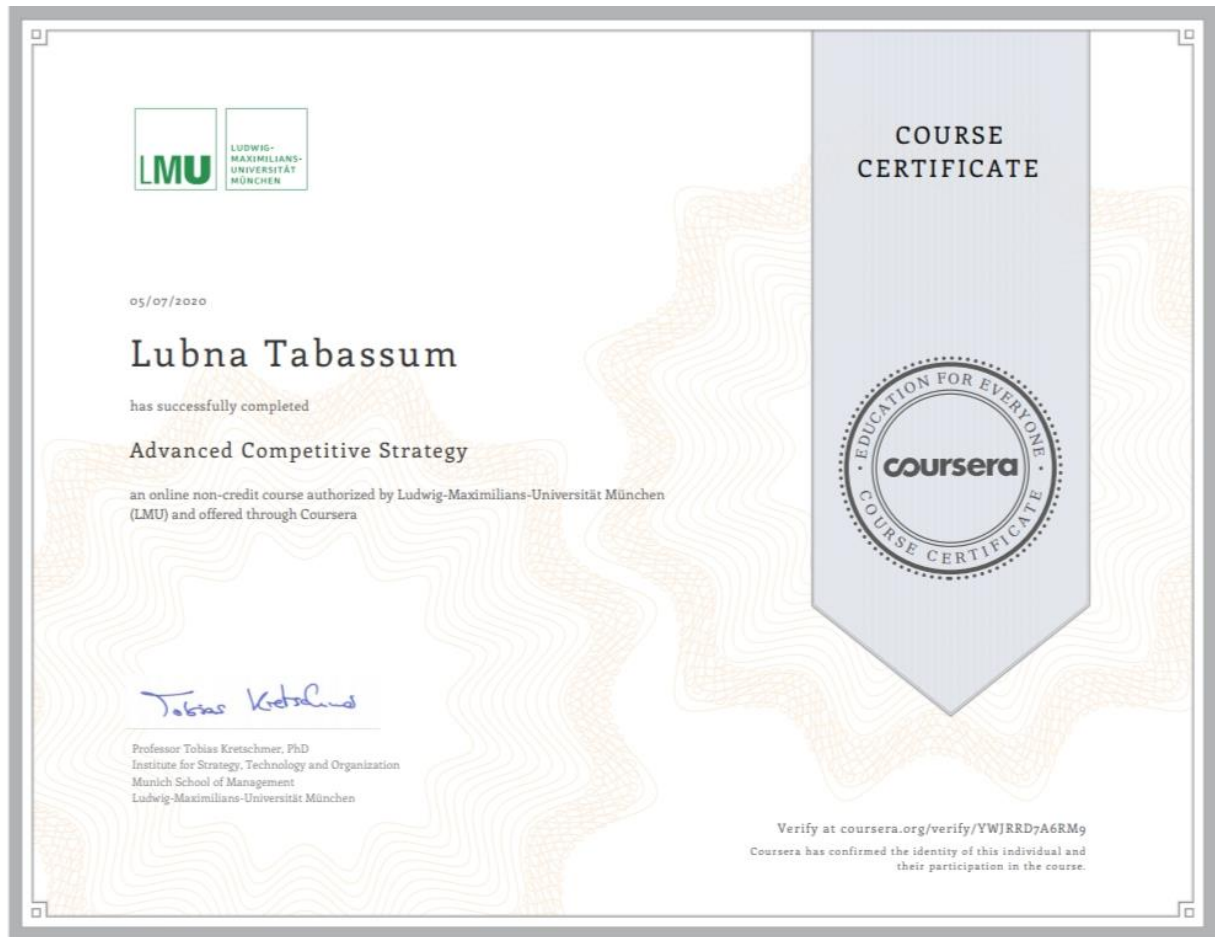 LMU
LUDWIG-
MAXIMILIANS-
UNIVERSITÄT
MÜNCHEN
COURSE
CERTIFICATE
05/07/2020
Lubna Tabassum
has successfully completed
Advanced Competitive Strategy
an online non-credit course authorized by Ludwig-Maximilians-Universität München
(LMU) and offered through Coursera
EDUCATION FOR EVERYONE
coursera
COURSE CERTIFICATE
Tobias Kretschmer
Professor Tobias Kretschmer, PhD
Institute for Strategy, Technology and Organization
Munich School of Management
Ludwig-Maximilians-Universität München
Verify at coursera.org/verify/YWJRRD7A6RM9
Coursera has confirmed the identity of this individual and
their participation in the course.